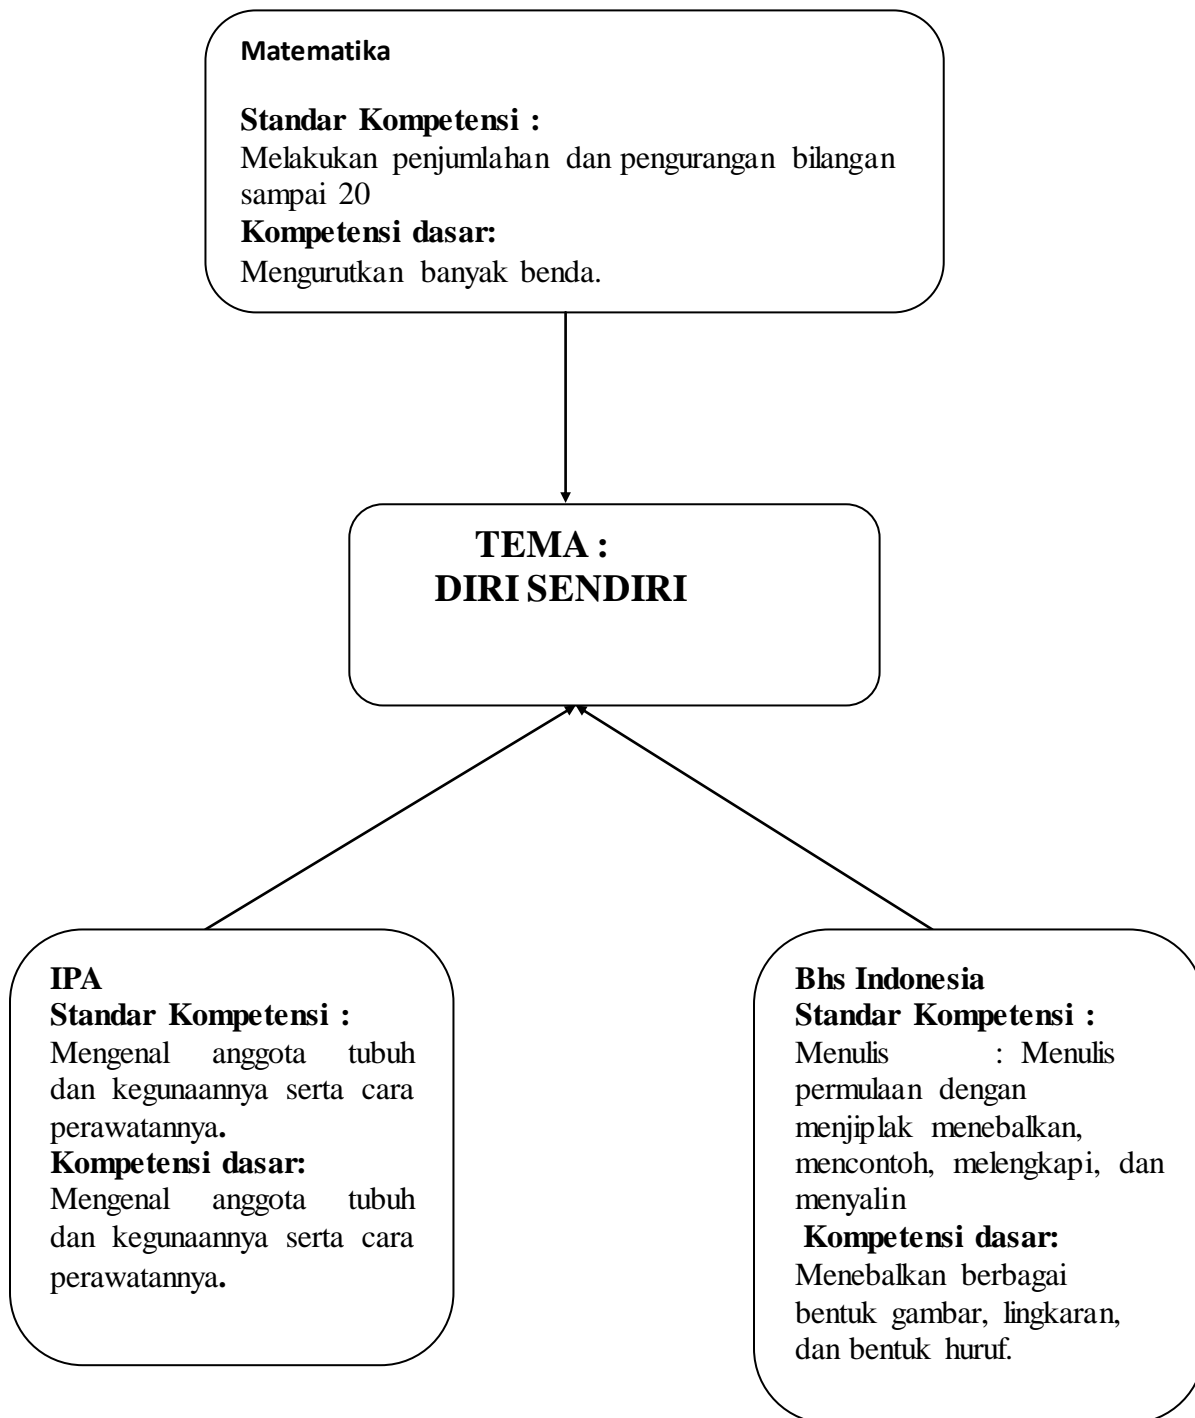 Matematika
Standar Kompetensi :
Melakukan penjumlahan dan pengurangan bilangan
sampai 20
Kompetensi dasar:
Mengurutkan banyak benda.
TEMA :
DIRI SENDIRI
IPA
Standar Kompetensi :
Mengenal anggota tubuh
dan kegunaannya serta cara
perawatannya.
Kompetensi dasar:
Mengenal anggota tubuh
dan kegunaannya serta cara
perawatannya.
Bhs Indonesia
Standar Kompetensi :
Menulis : Menulis
permulaan dengan
menjiplak menebalkan,
mencontoh, melengkapi, dan
menyalin
Kompetensi dasar:
Menebalkan berbagai
bentuk gambar, lingkaran,
dan bentuk huruf.